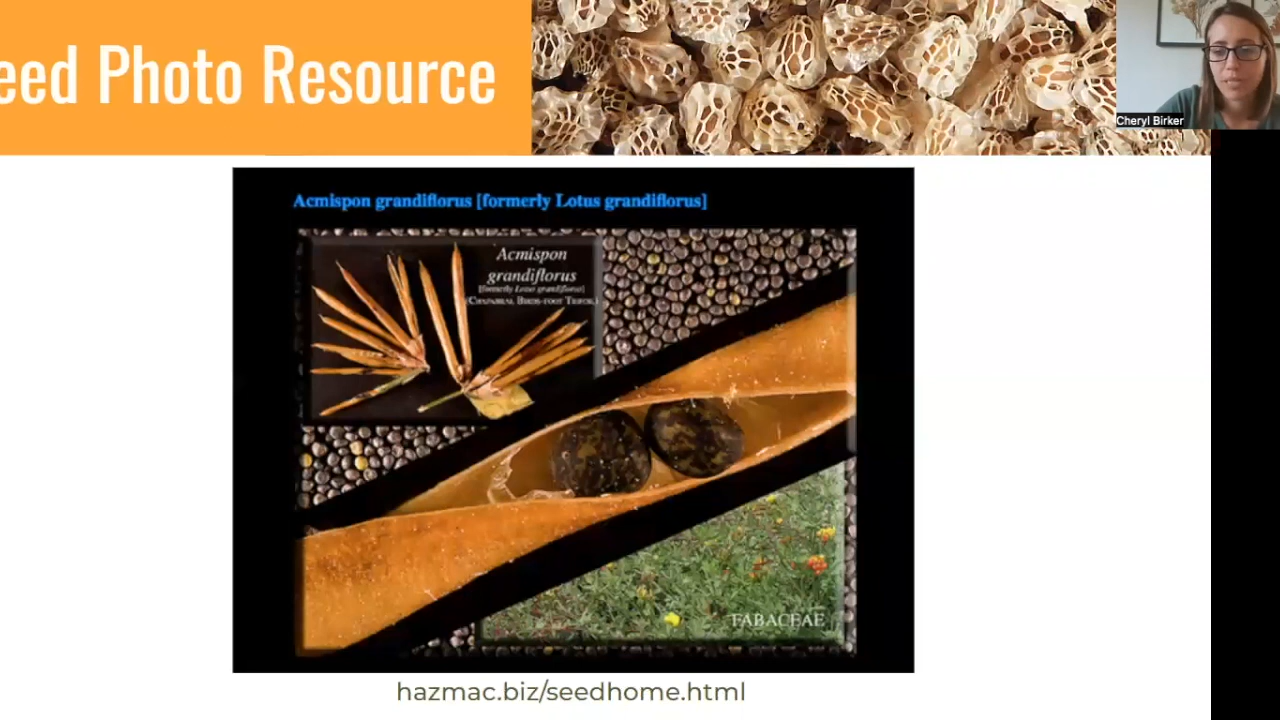 eed Photo Resource
Cheryl Birker
Acmispon grandiflorus [formerly Lotus grandiflorus]
Acmispon
grandiflorus
[formerly Lotus grandiflorus]
(Chaparral Birds-foot Trefoil)
FABACEAE
hazmac.biz/seedhome.html